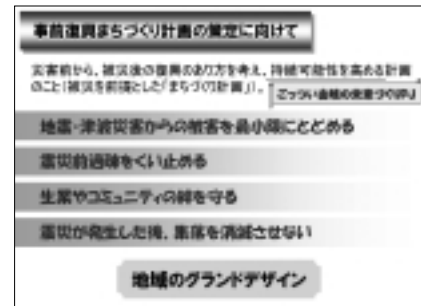 事前復興まちづくり計画の策定に向けて
災害前から、被災後の復興のあり方を考え、持続可能性を高める計画
のこと(被災を前提とした「まちづくり計画」)。
地震・津波災害からの被害を最小限にとどめる
震災前過疎をくい止める
生業やコミュニティの絆を守る
震災が発生した後、集落を消滅させない
地域のグランドデザイン